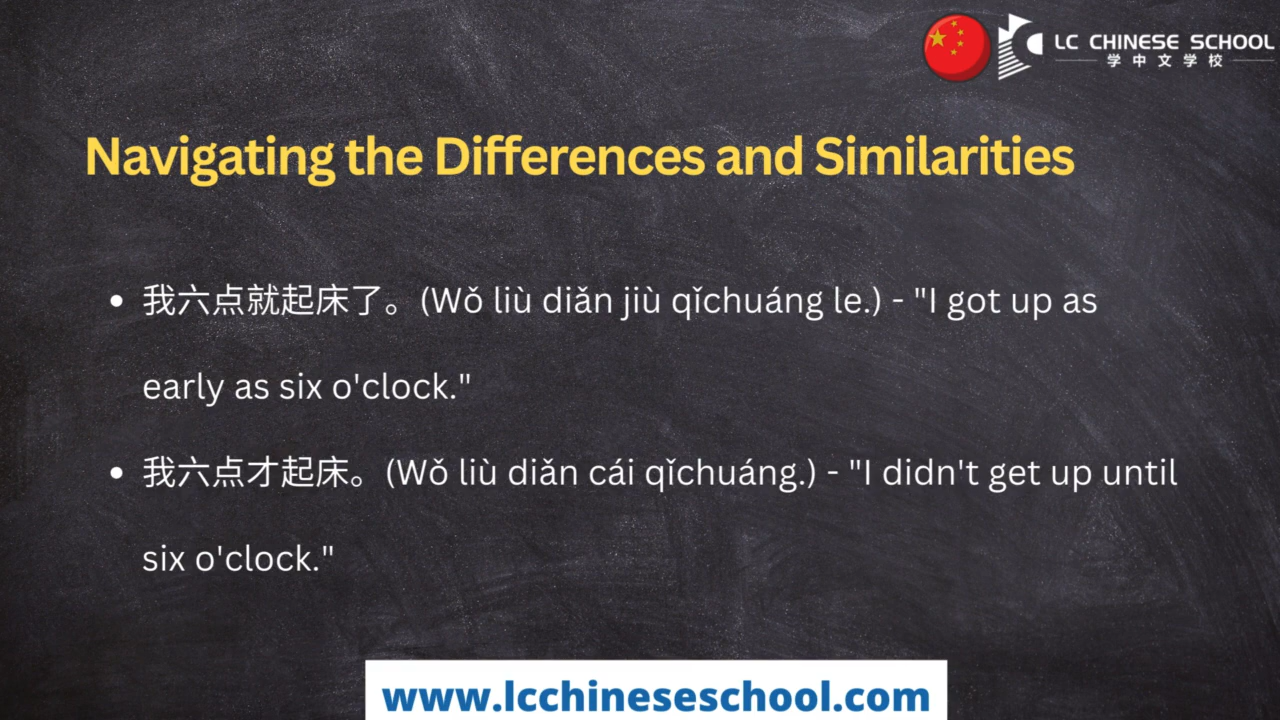 LC CHINESE SCHOOL
学中文学校
Navigating the Differences and Similarities
• 我六点就起床了。(Wǒ liù diǎn jiù qǐchuáng le.) - "I got up as
early as six o'clock."
• 我六点才起床。(Wǒ liù diǎn cái qǐchuáng.) - "I didn't get up until
six o'clock."
www.lcchineseschool.com